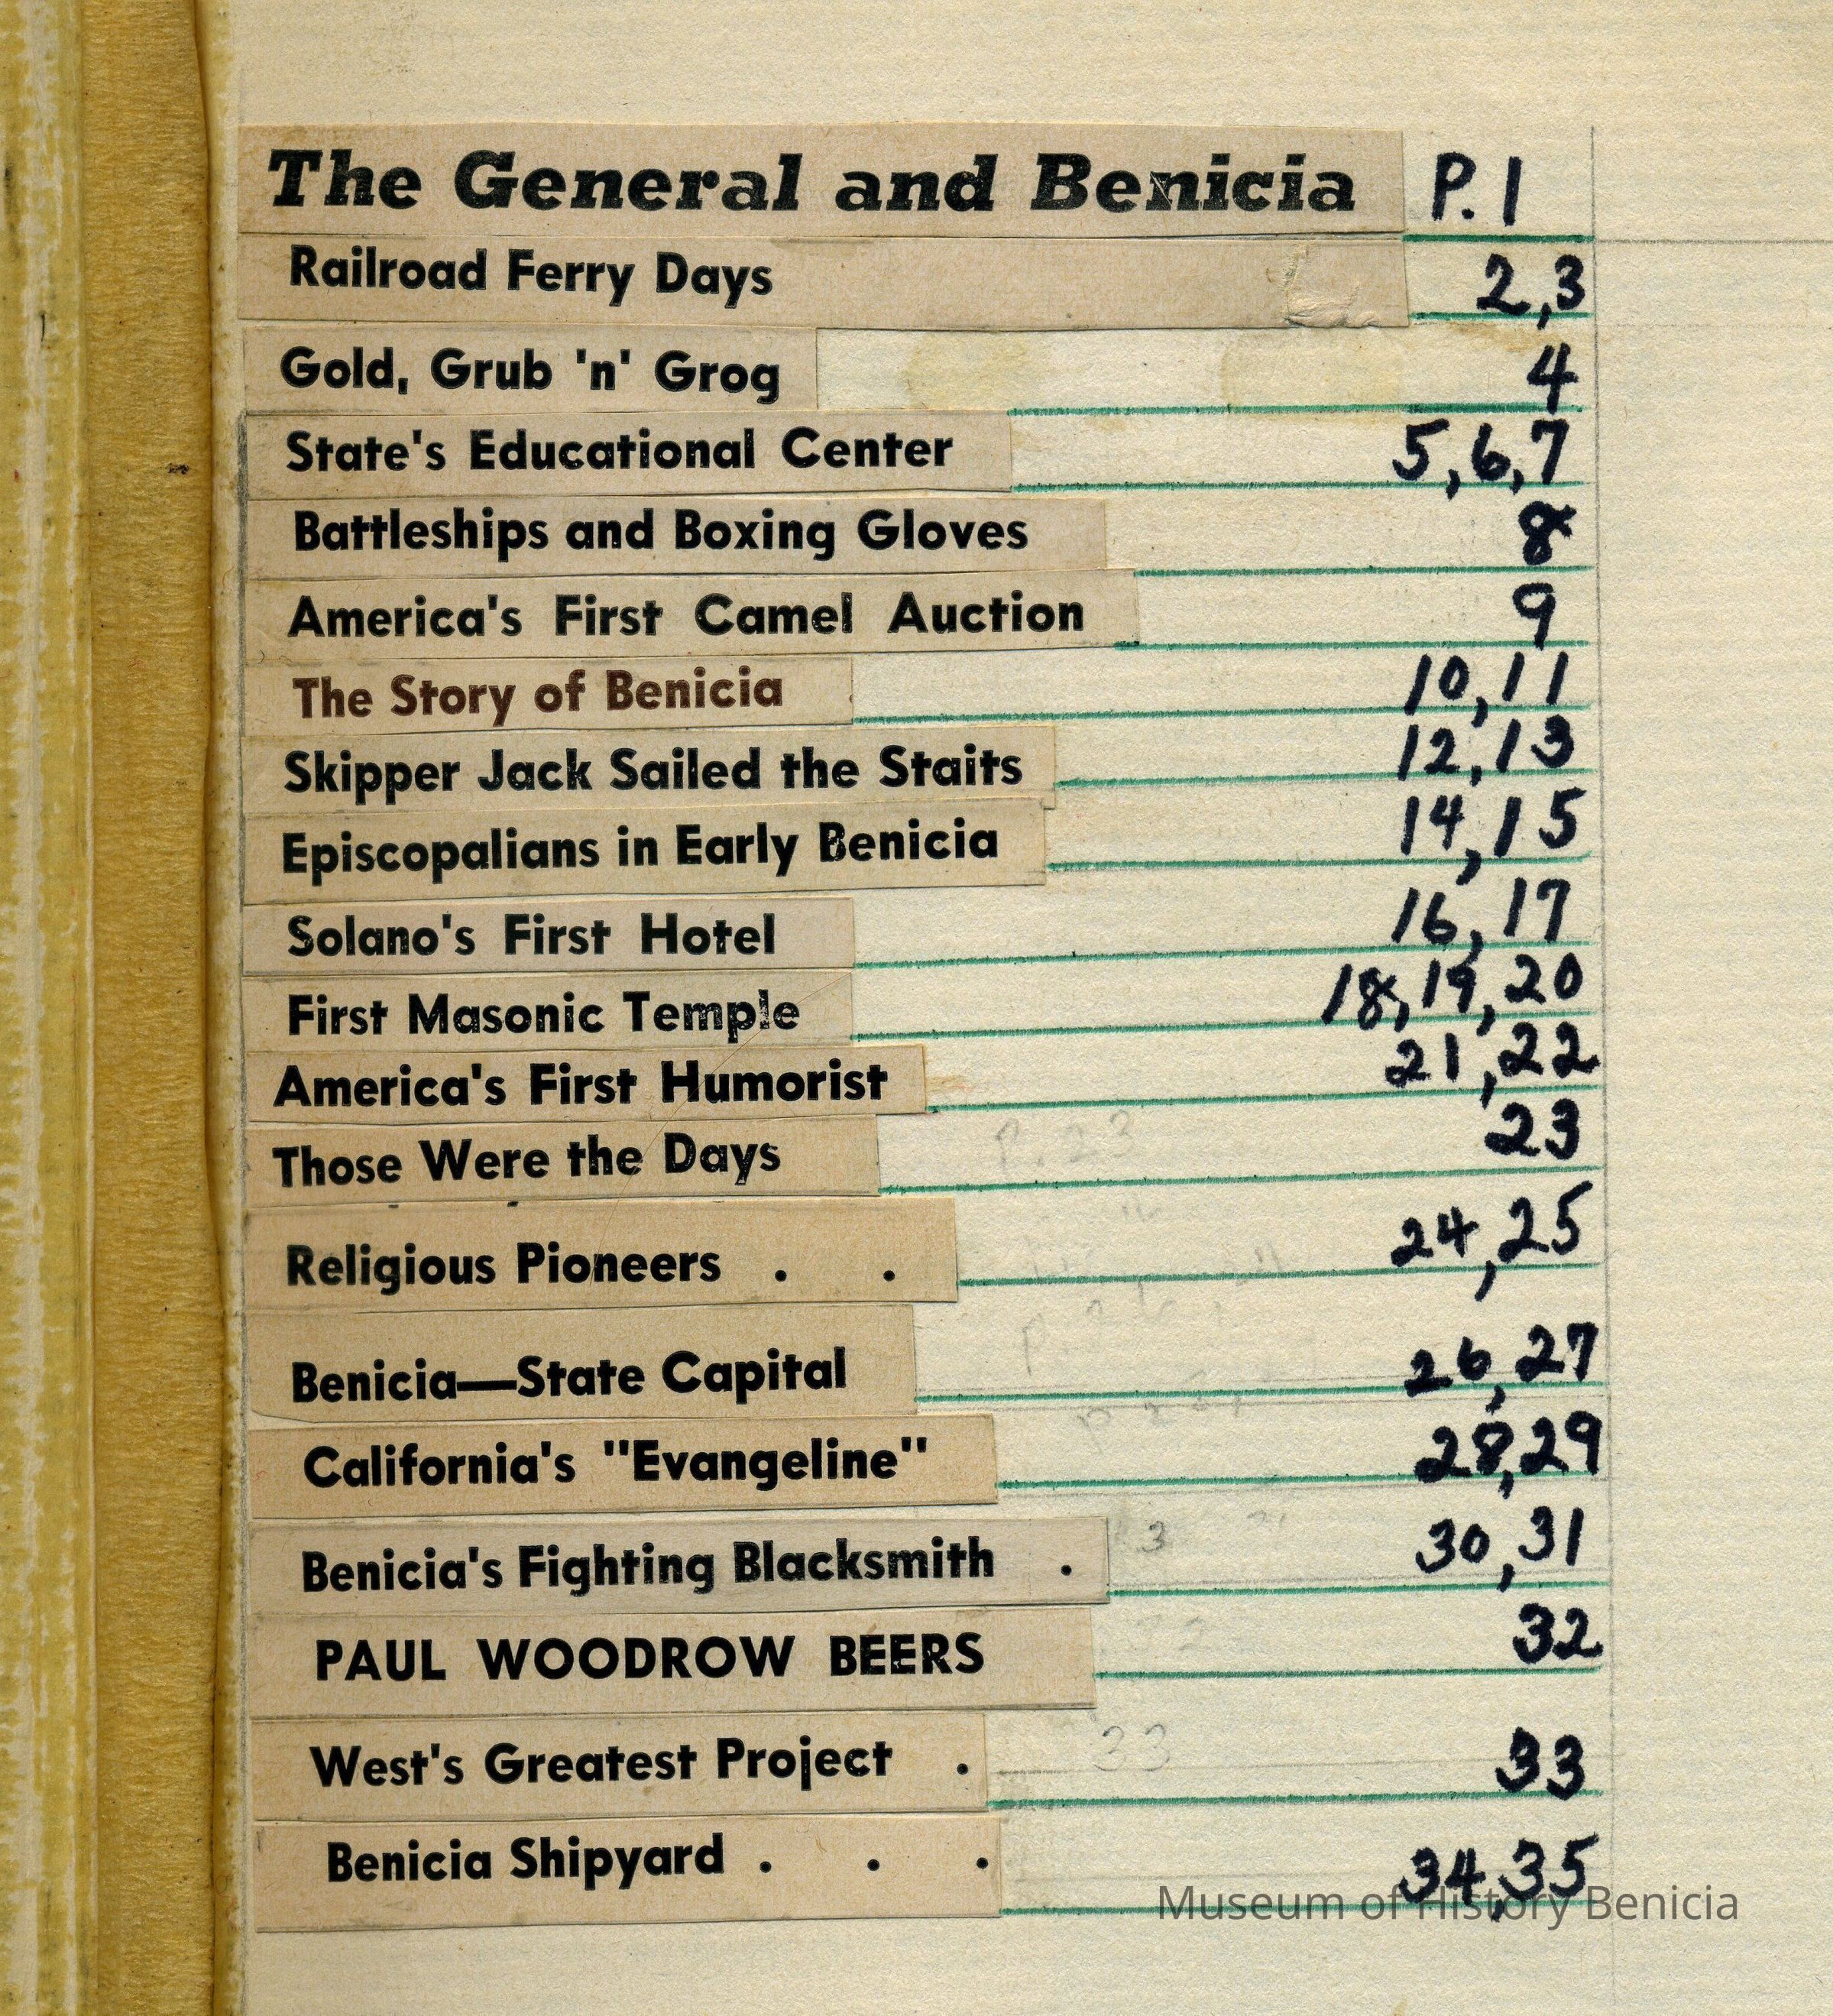 The General and Benicia P. 1
Railroad Ferry Days 2,3
Gold, Grub 'n' Grog 4
State's Educational Center 5,6,7
Battleships and Boxing Gloves 8
America's First Camel Auction 9
The Story of Benicia 10,11
Skipper Jack Sailed the Staits 12,13
Episcopalians in Early Benicia 14,15
Solano's First Hotel 16,17
First Masonic Temple 18,19,20
America's First Humorist 21,22
Those Were the Days P. 23 23
Religious Pioneers . . 24,25
Benicia—State Capital 26,27
California's "Evangeline" 28,29
Benicia's Fighting Blacksmith . 30,31
PAUL WOODROW BEERS 32 32
West's Greatest Project . 33 33
Benicia Shipyard . . . 34,35
Museum of History Benicia